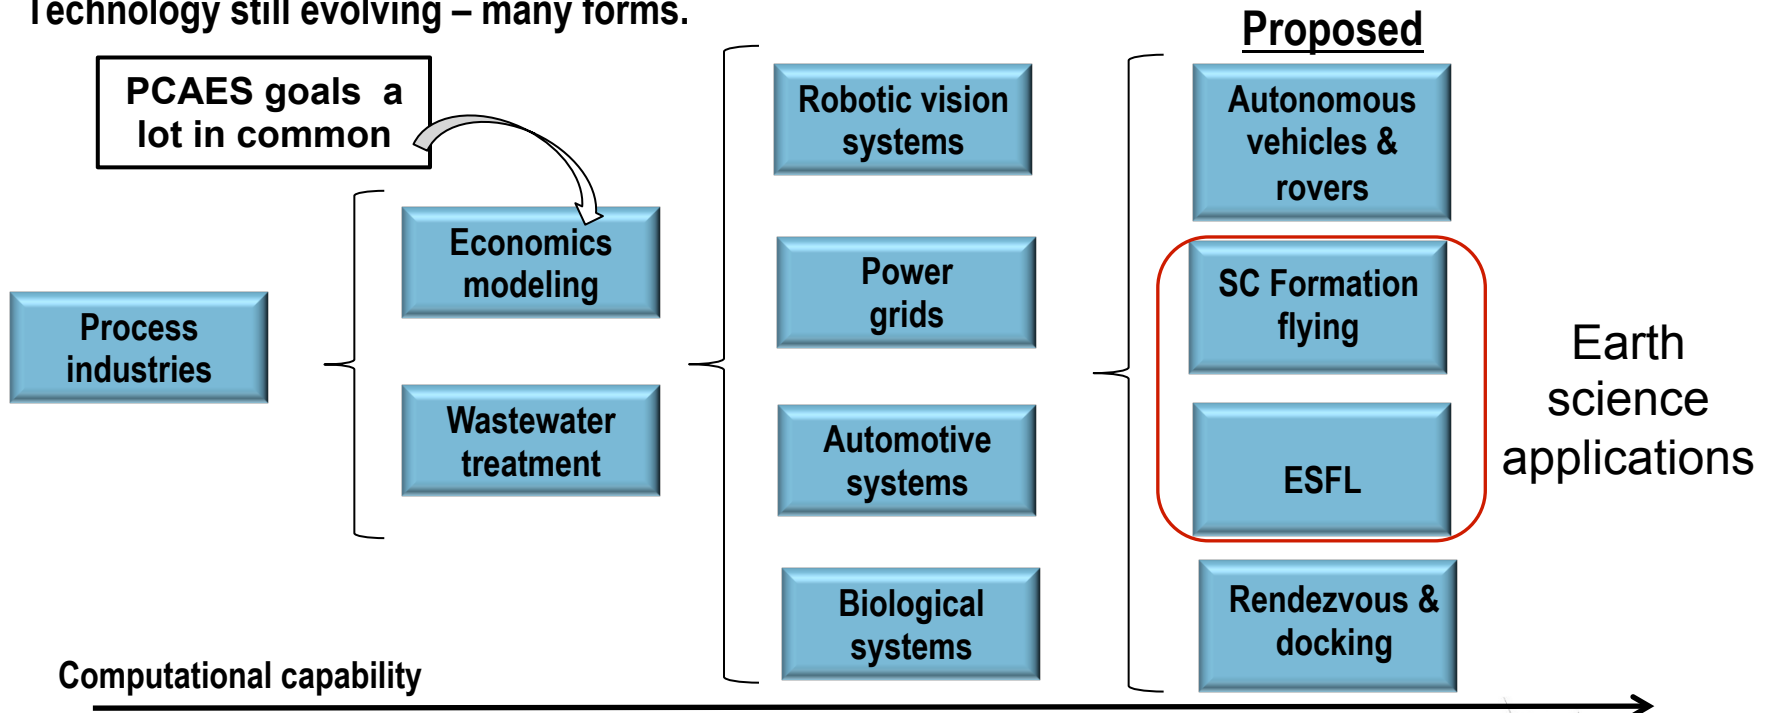 Technology still evolving – many forms.
PCAES goals a
lot in common
Process
industries
Economics
modeling
Wastewater
treatment
Robotic vision
systems
Power
grids
Automotive
systems
Biological
systems
Proposed
Autonomous
vehicles &
rovers
SC Formation
flying
ESFL
Rendezvous &
docking
Earth
science
applications
Computational capability